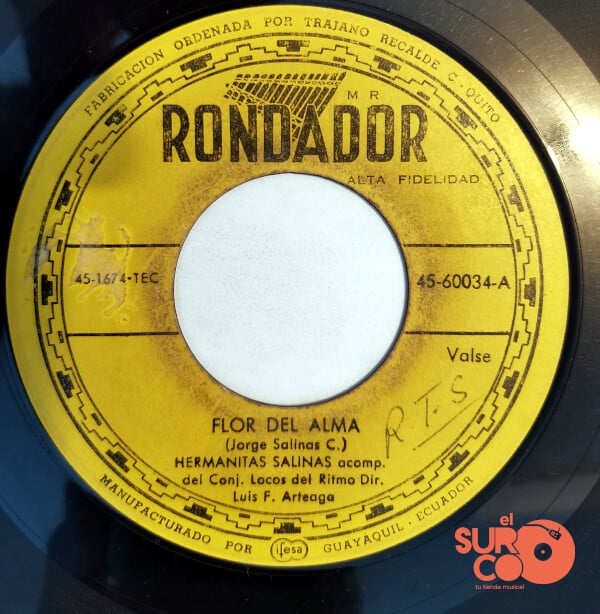 FABRICACION ORDENADA POR TRAJANO RECALDE C. QUITO
M R
RONDADOR
ALTA FIDELIDAD
45-1674-TEC
45-60034-A
Valse
R.T.S
FLOR DEL ALMA
(Jorge Salinas C.)
HERMANITAS SALINAS acomp.
del Conj. Locos del Ritmo Dir.
Luis F. Arteaga
MANUFACTURADO POR ifesa GUAYAQUIL - ECUADOR
el
SURCO
tu tienda musical